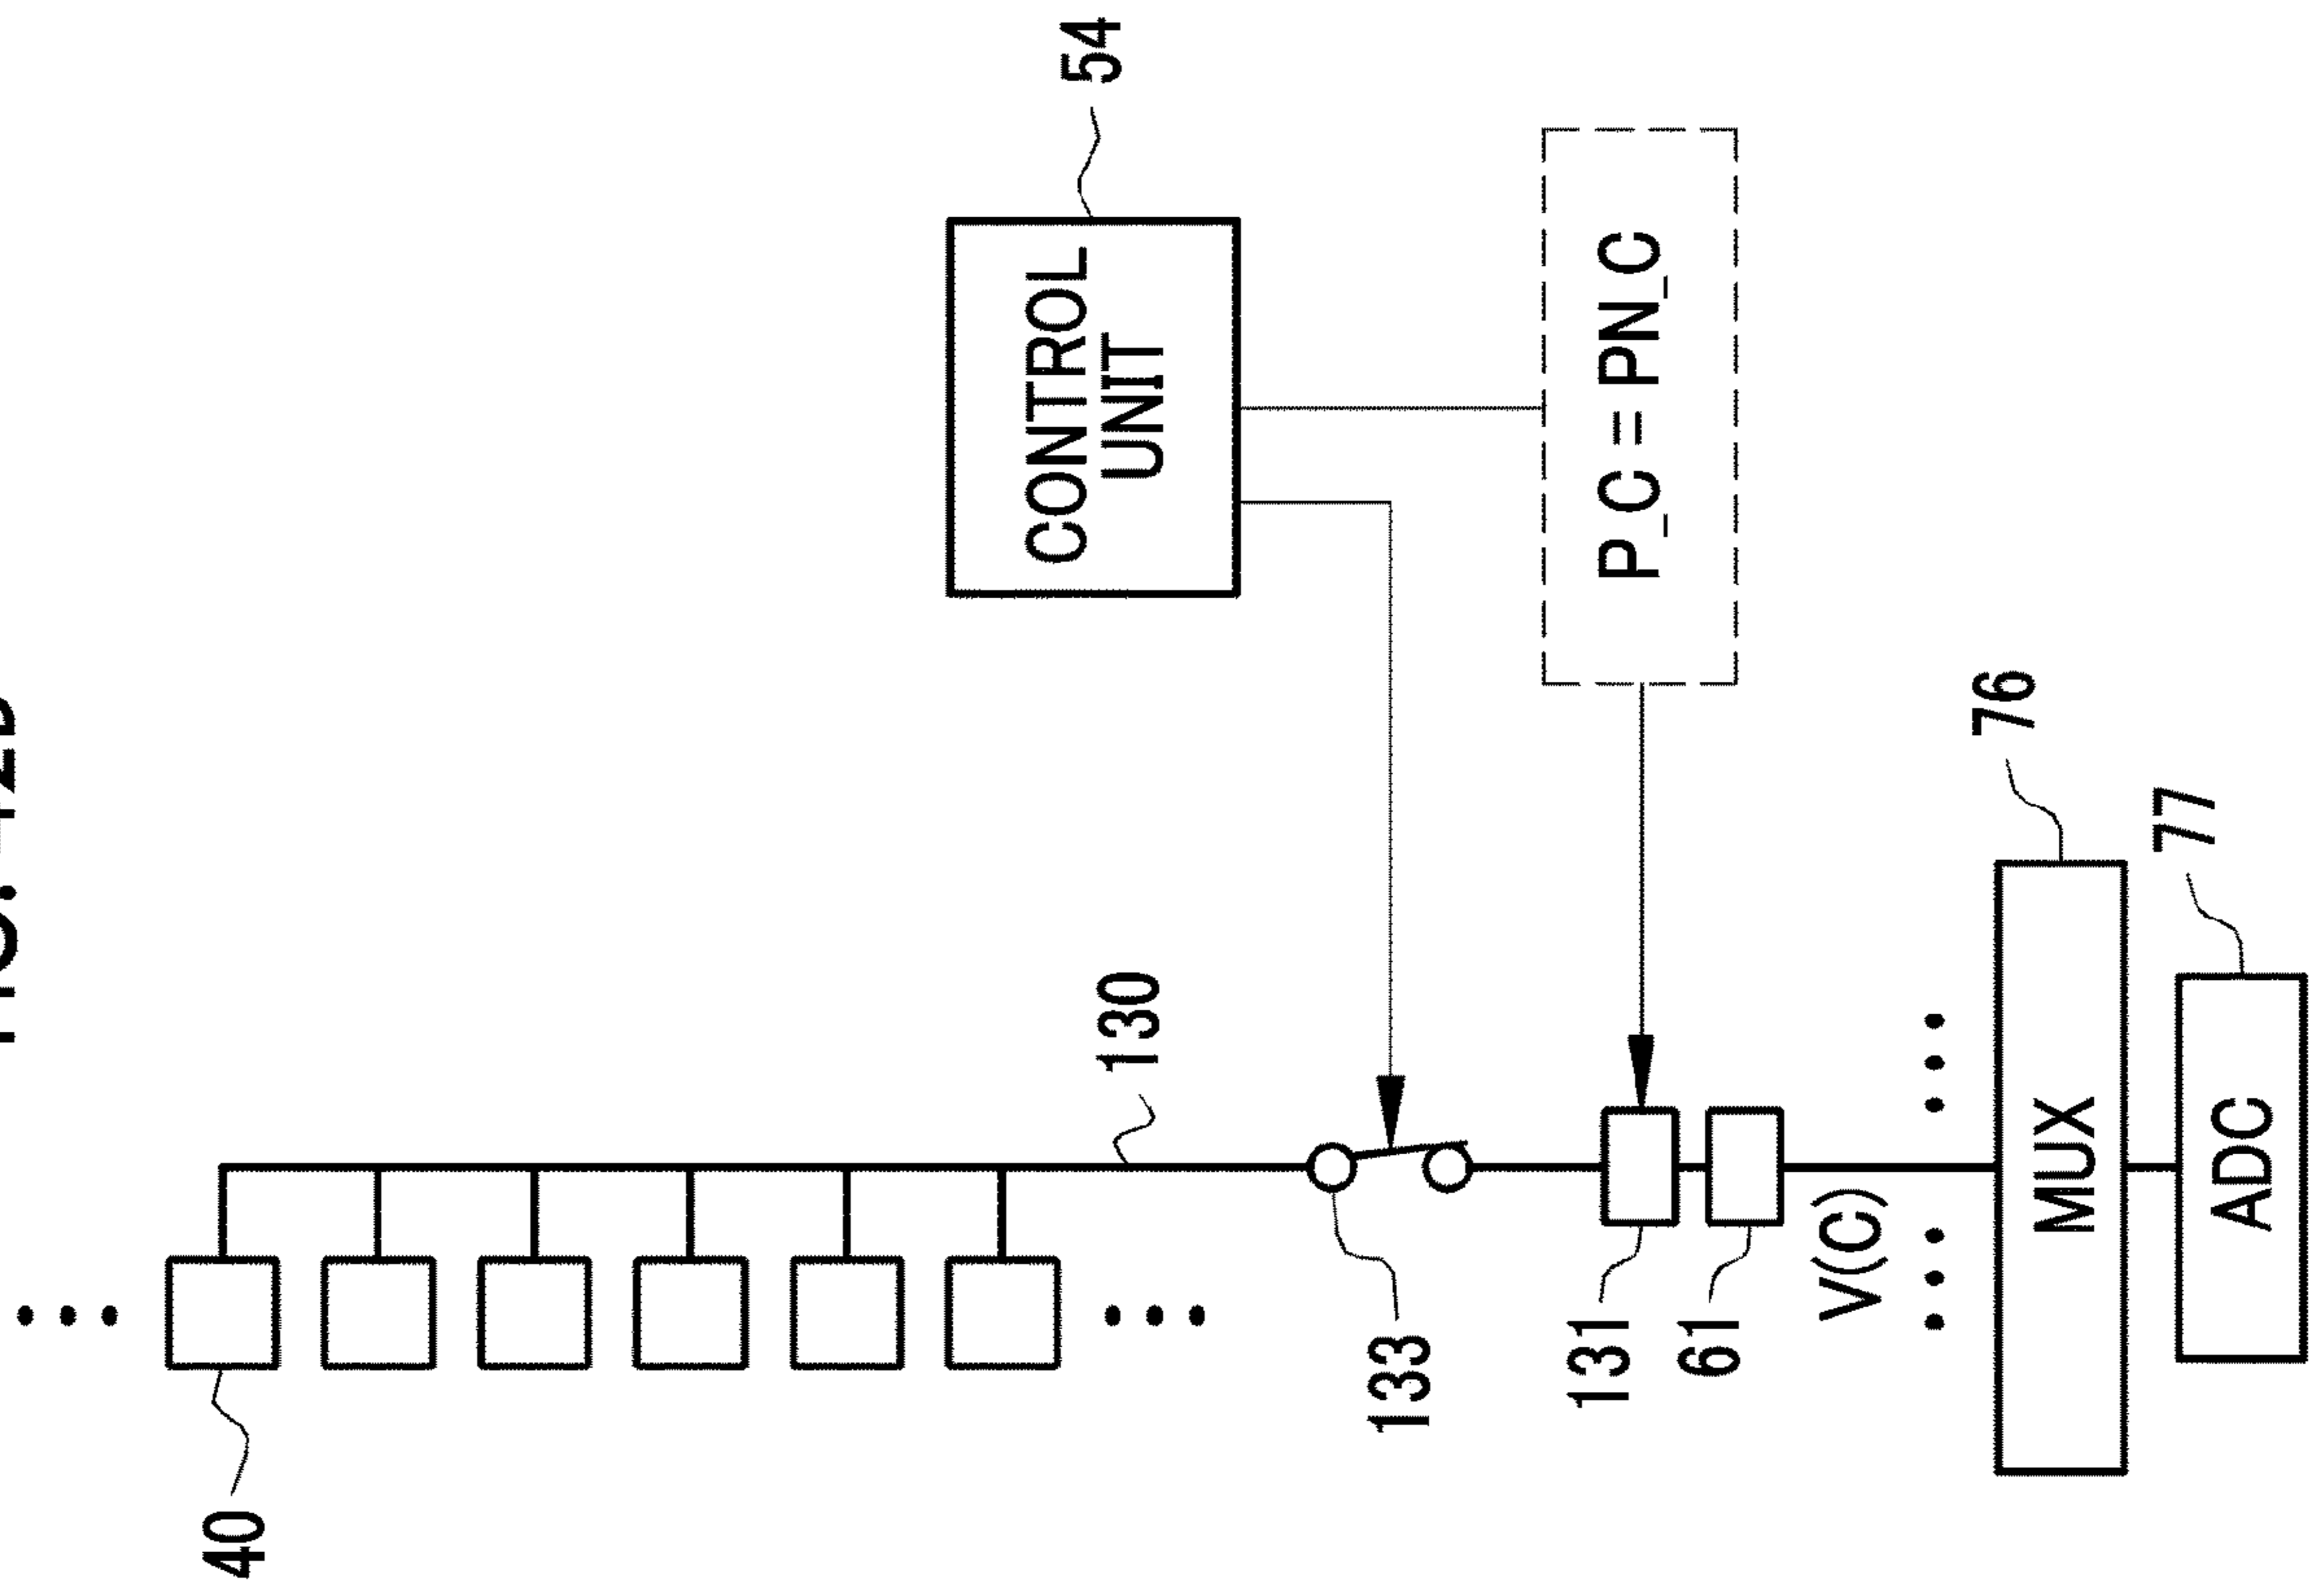 40
130
54
CONTROL
UNIT
133
131
P_C = PN_C
61
V(C)
76
MUX
77
ADC